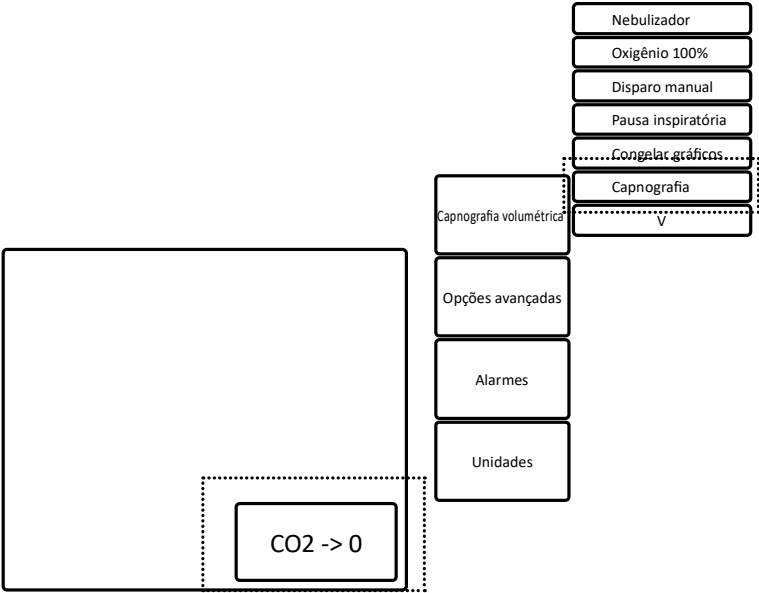 Nebulizador
Oxigênio 100%
Disparo manual
Pausa inspiratória
Congelar gráficos
Capnografia
V
Capnografia volumétrica
Opções avançadas
Alarmes
Unidades
CO2 -> 0